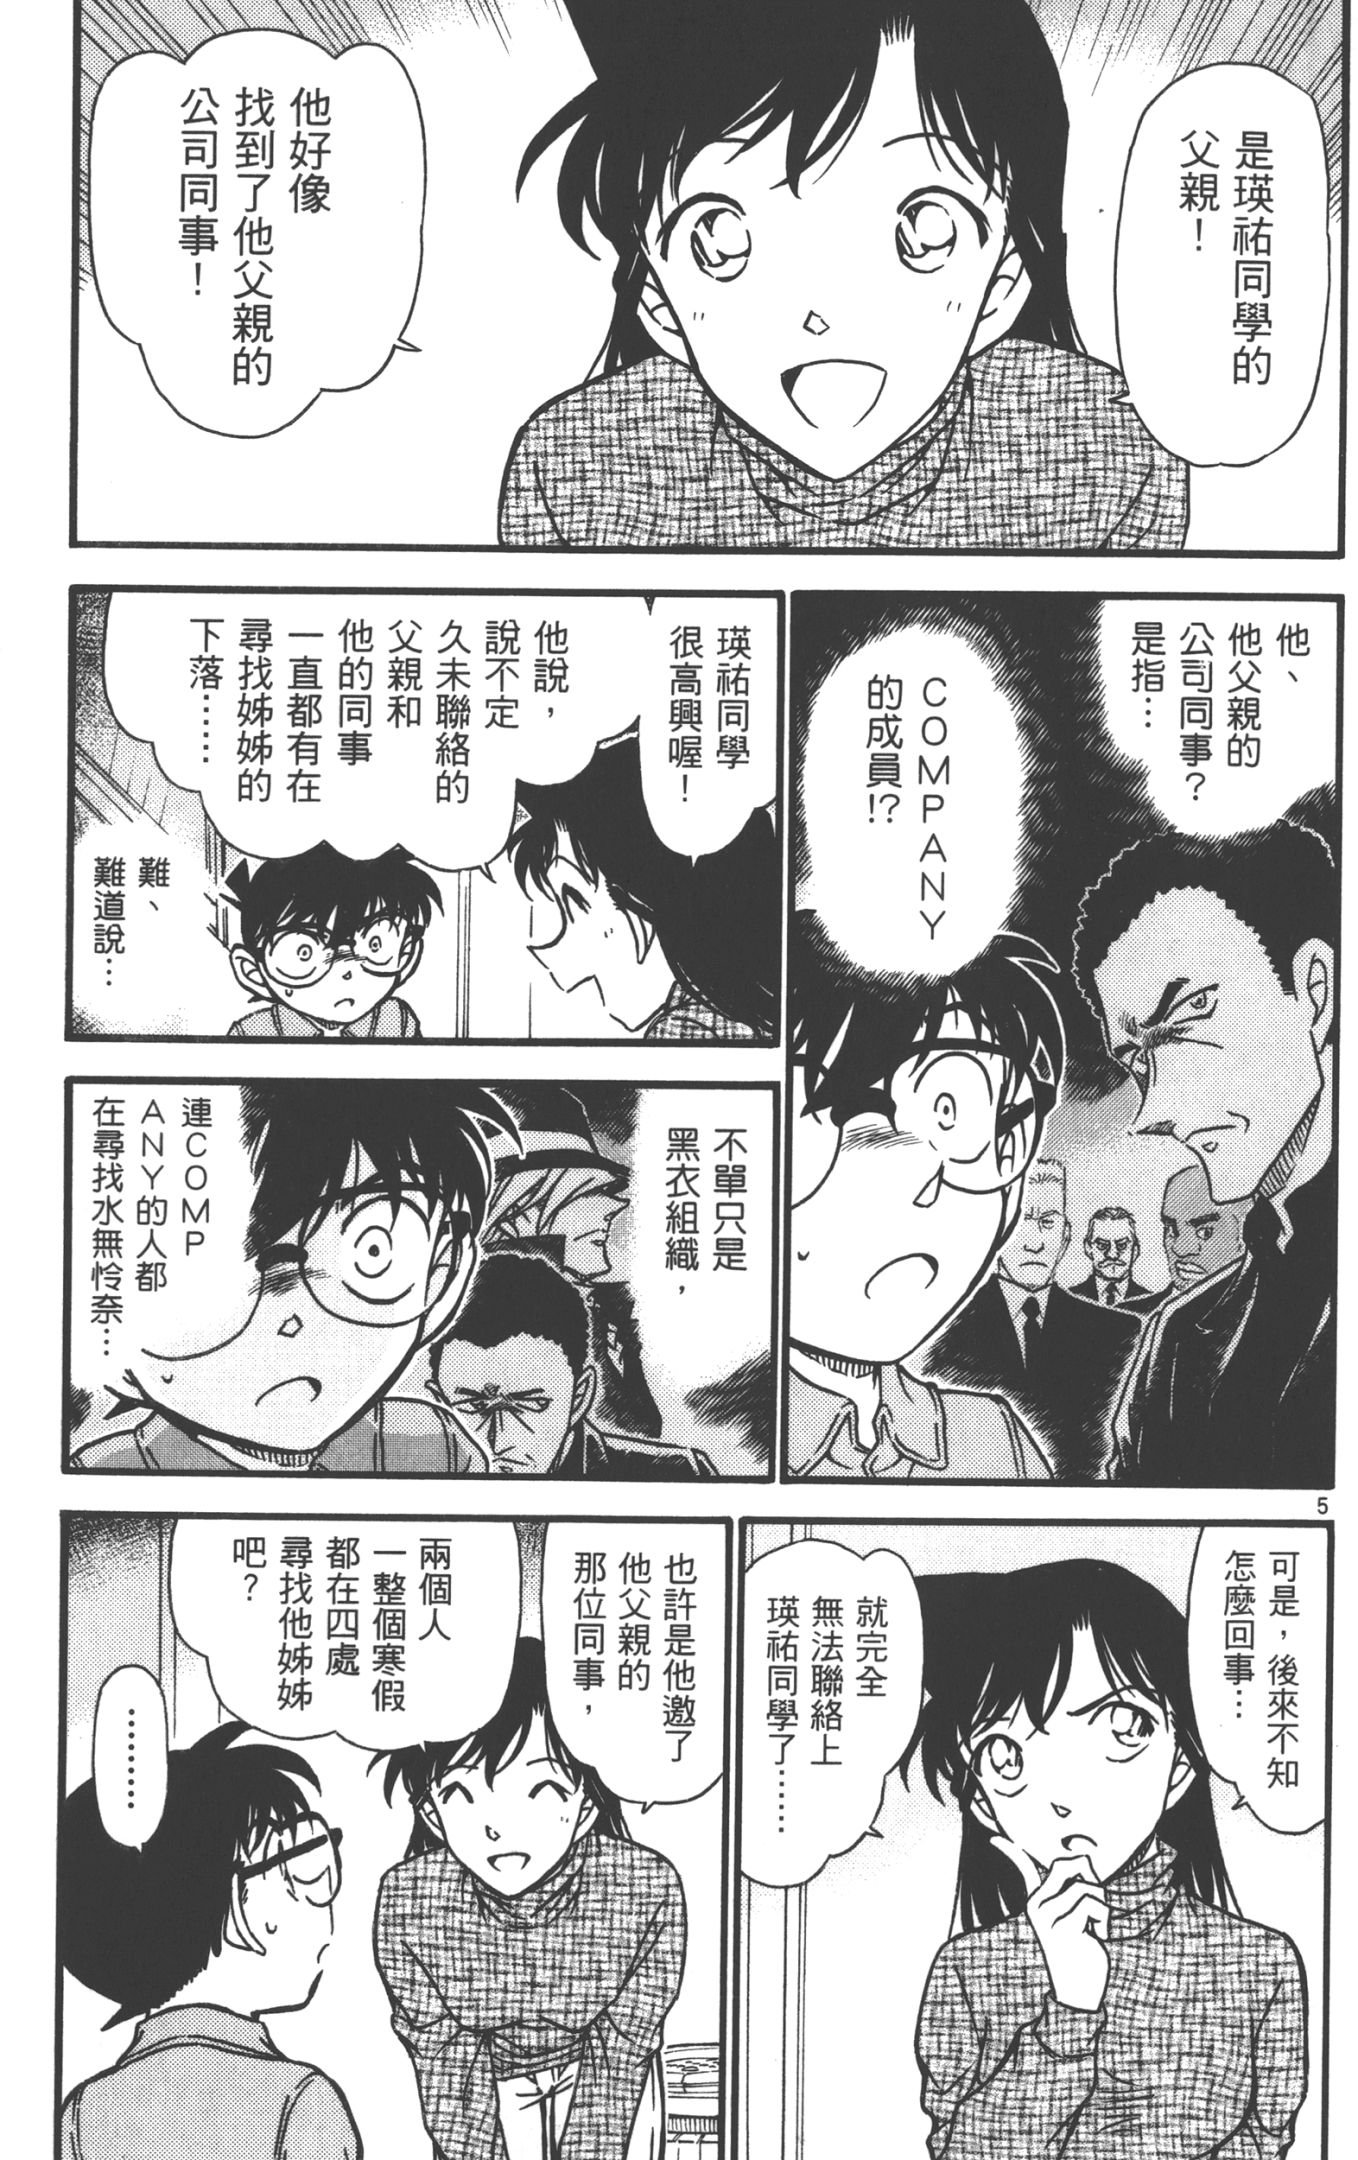 是瑛祐同學的
父親！
他好像
找到了他父親的
公司同事！
他、
他父親的
公司同事？
是指…
COMPANY
的成員!?
瑛祐同學
很高興喔！
他說，
說不定
久未聯絡的
父親和
他的同事
一直都有在
尋找姊姊的
下落……
難、
難道說…
不單只是
黑衣組織，
連COMP
ANY的人都
在尋找水無怜奈…
5
可是，後來不知
怎麼回事…
就完全
無法聯絡上
瑛祐同學了……
也許是他邀了
他父親的
那位同事，
兩個人
一整個寒假
都在四處
尋找他姊姊
吧？
………